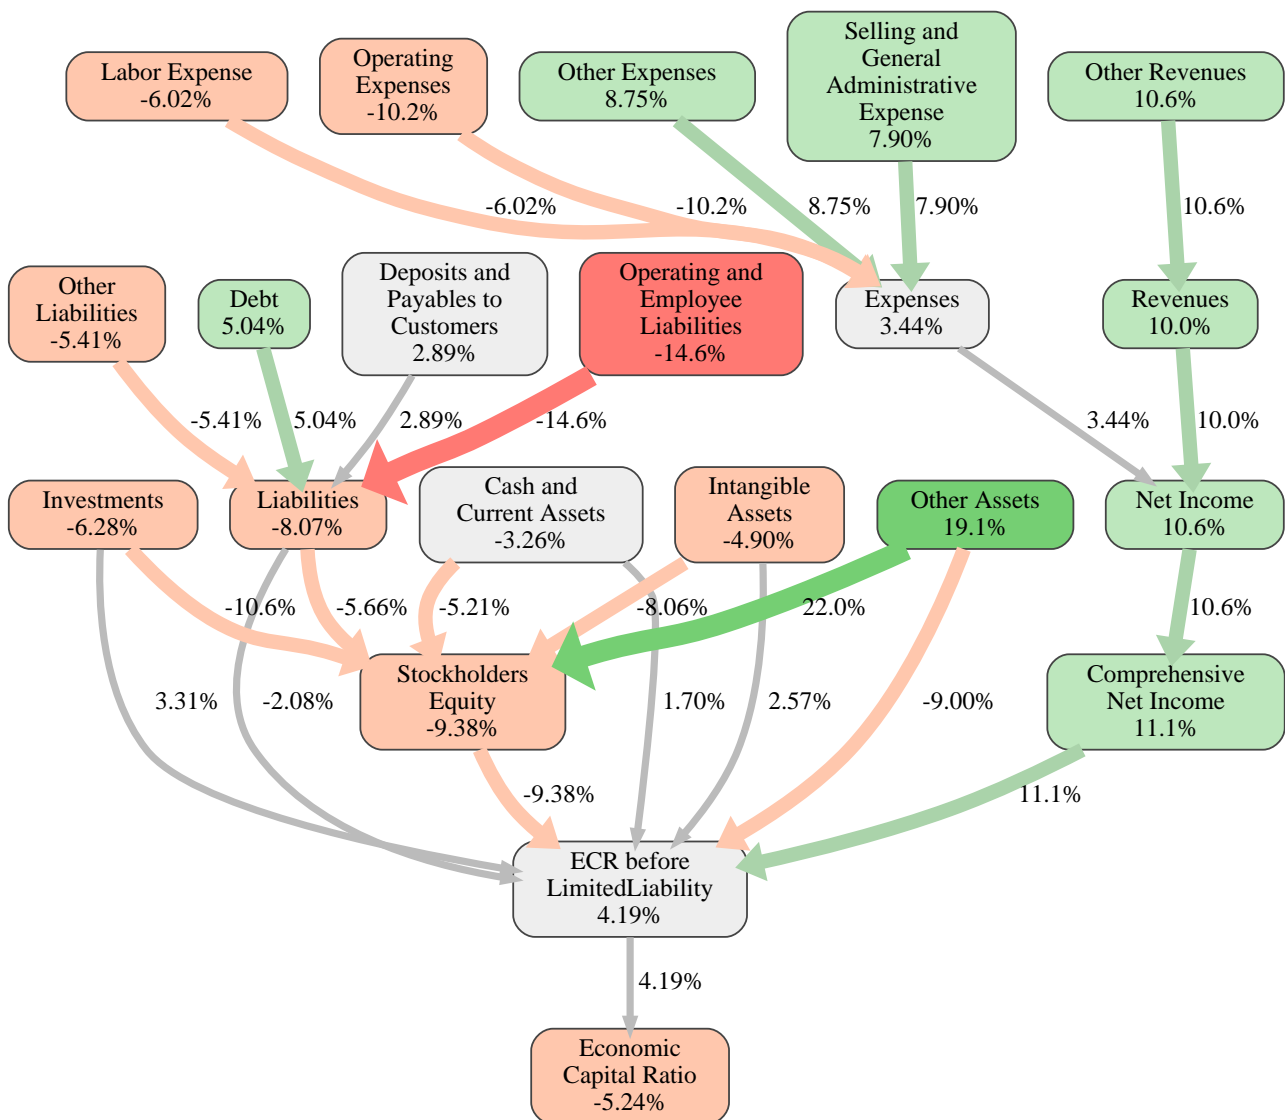 Labor Expense
-6.02%
Operating
Expenses
-10.2%
Other Expenses
8.75%
Selling and
General
Administrative
Expense
7.90%
Other Revenues
10.6%
-6.02%
-10.2%
8.75%
7.90%
10.6%
Other
Liabilities
-5.41%
Debt
5.04%
Deposits and
Payables to
Customers
2.89%
Operating and
Employee
Liabilities
-14.6%
Expenses
3.44%
Revenues
10.0%
-5.41%
5.04%
2.89%
-14.6%
3.44%
10.0%
Investments
-6.28%
Liabilities
-8.07%
Cash and
Current Assets
-3.26%
Intangible
Assets
-4.90%
Other Assets
19.1%
Net Income
10.6%
-10.6%
-5.66%
-5.21%
-8.06%
22.0%
10.6%
Stockholders
Equity
-9.38%
Comprehensive
Net Income
11.1%
3.31%
-2.08%
1.70%
2.57%
-9.00%
-9.38%
11.1%
ECR before
LimitedLiability
4.19%
4.19%
Economic
Capital Ratio
-5.24%